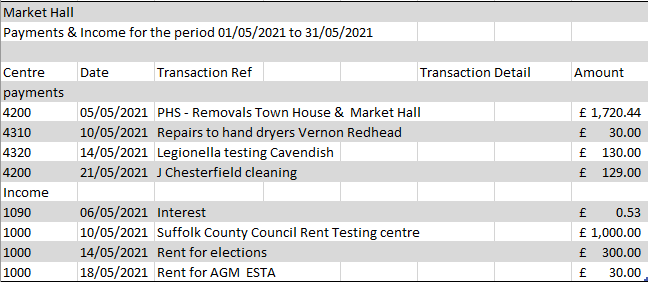 Market Hall
Payments & Income for the period 01/05/2021 to 31/05/2021
Centre Date Transaction Ref Transaction Detail Amount
payments
4200 05/05/2021 PHS - Removals Town House & Market Hall £ 1,720.44
4310 10/05/2021 Repairs to hand dryers Vernon Redhead £ 30.00
4320 14/05/2021 Legionella testing Cavendish £ 130.00
4200 21/05/2021 J Chesterfield cleaning £ 129.00
Income
1090 06/05/2021 Interest £ 0.53
1000 10/05/2021 Suffolk County Council Rent Testing centre £ 1,000.00
1000 14/05/2021 Rent for elections £ 300.00
1000 18/05/2021 Rent for AGM ESTA £ 30.00